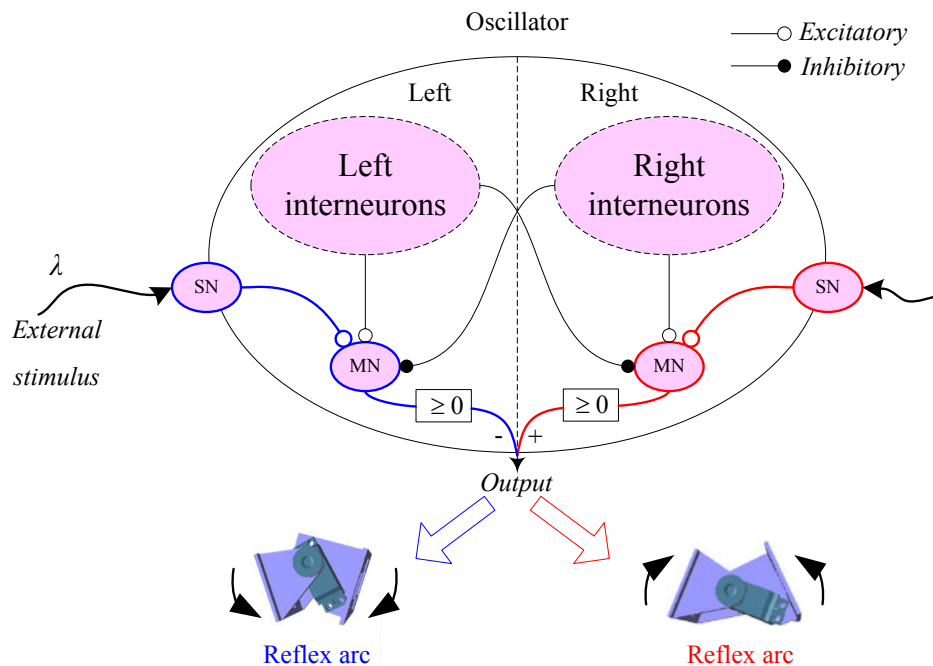 Oscillator
Excitatory
Inhibitory
Left
Right
Left
interneurons
Right
interneurons
λ
SN
SN
External
stimulus
MN
MN
≥ 0
≥ 0
- +
Output
Reflex arc
Reflex arc